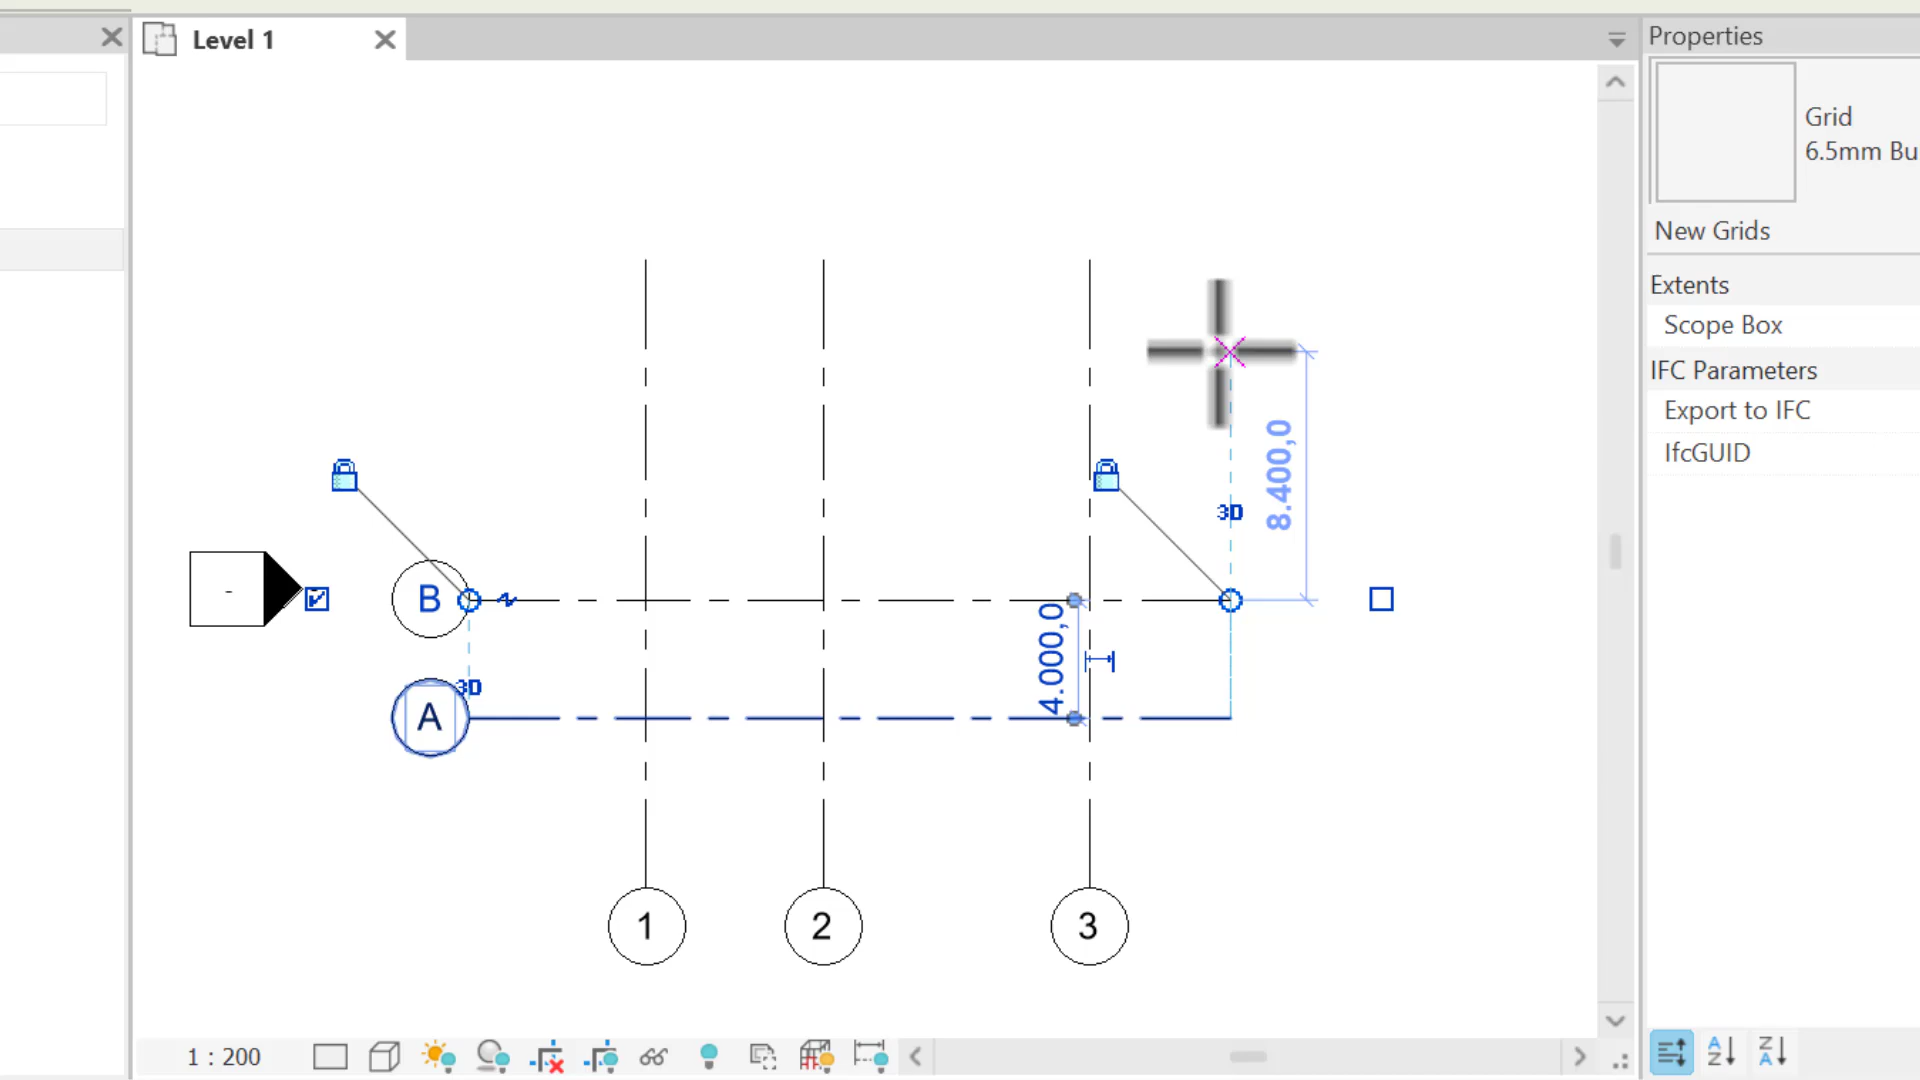 Level 1
Properties
Grid
6.5mm Bu
New Grids
Extents
Scope Box
IFC Parameters
Export to IFC
IfcGUID
8.400,0
3D
-
B
4.000,0
3D
A
1
2
3
1 : 200